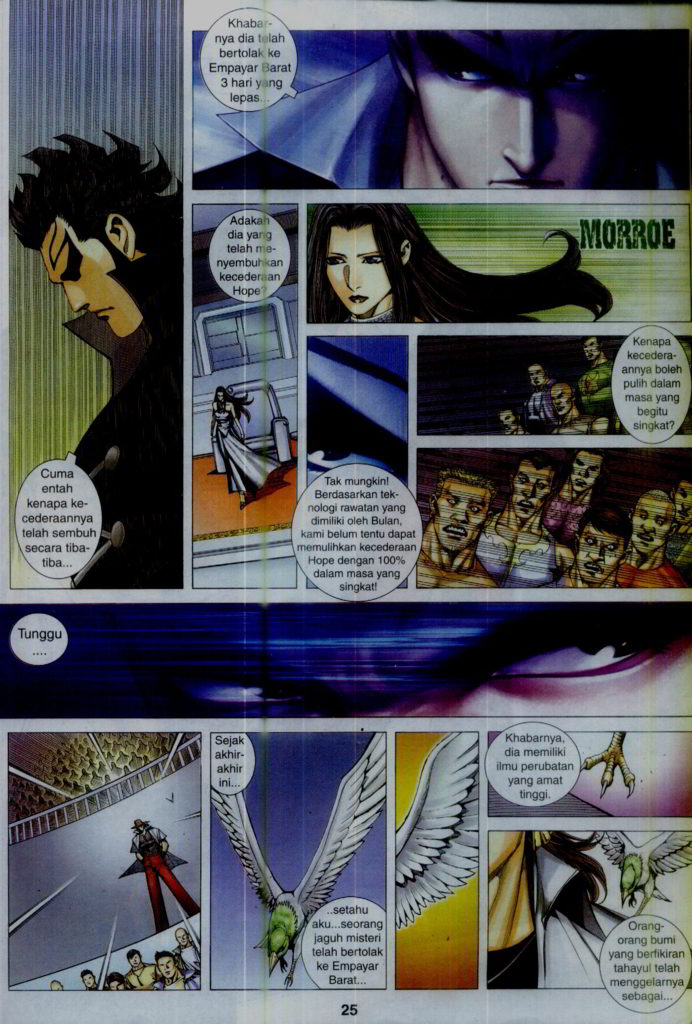 Khabar-
nya dia telah
bertolak ke
Empayar Barat
3 hari yang
lepas...
Cuma
entah
kenapa ke-
cederaannya
telah sembuh
secara tiba-
tiba...
Adakah
dia yang
telah me-
nyembuhkan
kecederaan
Hope?
MORROE
Tak mungkin!
Berdasarkan tek-
nologi rawatan yang
dimiliki oleh Bulan,
kami belum tentu dapat
memulihkan kecederaan
Hope dengan 100%
dalam masa yang
singkat!
Kenapa
kecedera-
annya boleh
pulih dalam
masa yang
begitu
singkat?
Tunggu
....
Sejak
akhir-
akhir
ini...
..setahu
aku...seorang
jaguh misteri
telah bertolak
ke Empayar
Barat...
Khabarnya,
dia memiliki
ilmu perubatan
yang amat
tinggi.
Orang-
orang bumi
yang berfikiran
tahayul telah
menggelarnya
sebagai...
25